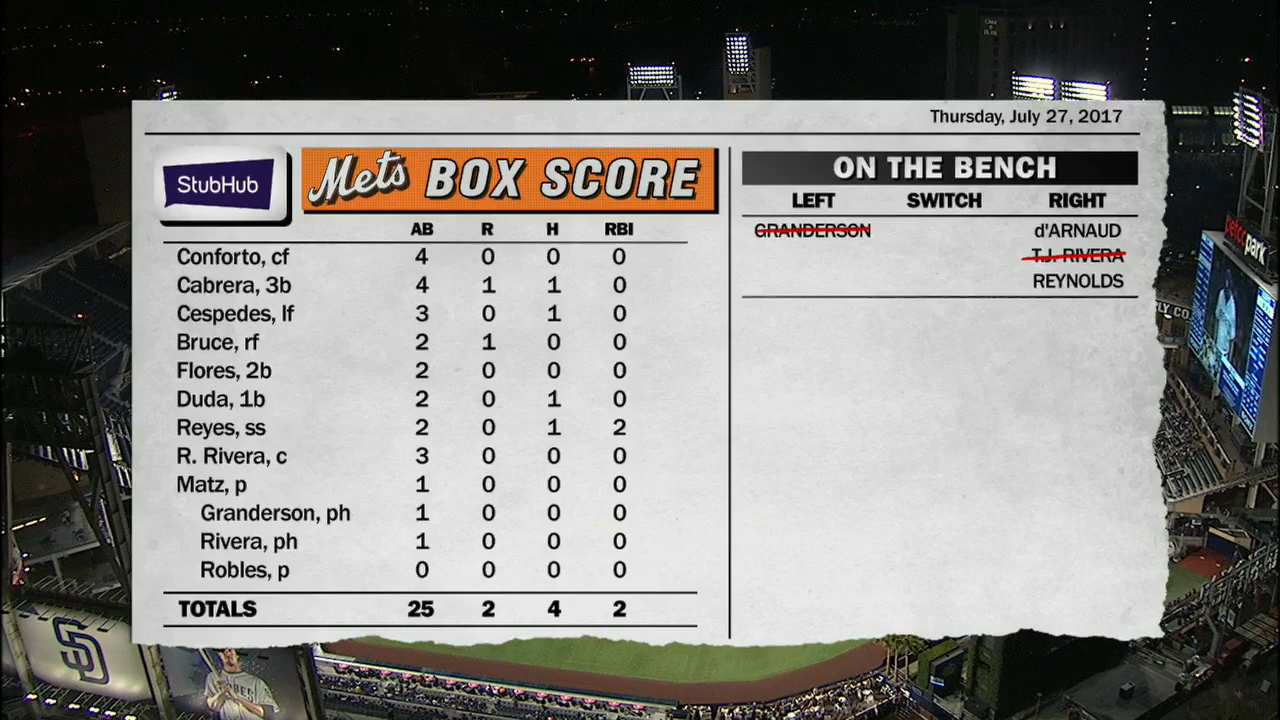 Thursday, July 27, 2017
StubHub
Mets BOX SCORE
AB R H RBI
Conforto, cf 4 0 0 0
Cabrera, 3b 4 1 1 0
Cespedes, lf 3 0 1 0
Bruce, rf 2 1 0 0
Flores, 2b 2 0 0 0
Duda, 1b 2 0 1 0
Reyes, ss 2 0 1 2
R. Rivera, c 3 0 0 0
Matz, p 1 0 0 0
Granderson, ph 1 0 0 0
Rivera, ph 1 0 0 0
Robles, p 0 0 0 0
TOTALS 25 2 4 2
ON THE BENCH
LEFT SWITCH RIGHT
GRANDERSON d'ARNAUD
T.J. RIVERA
REYNOLDS
petco park
SD